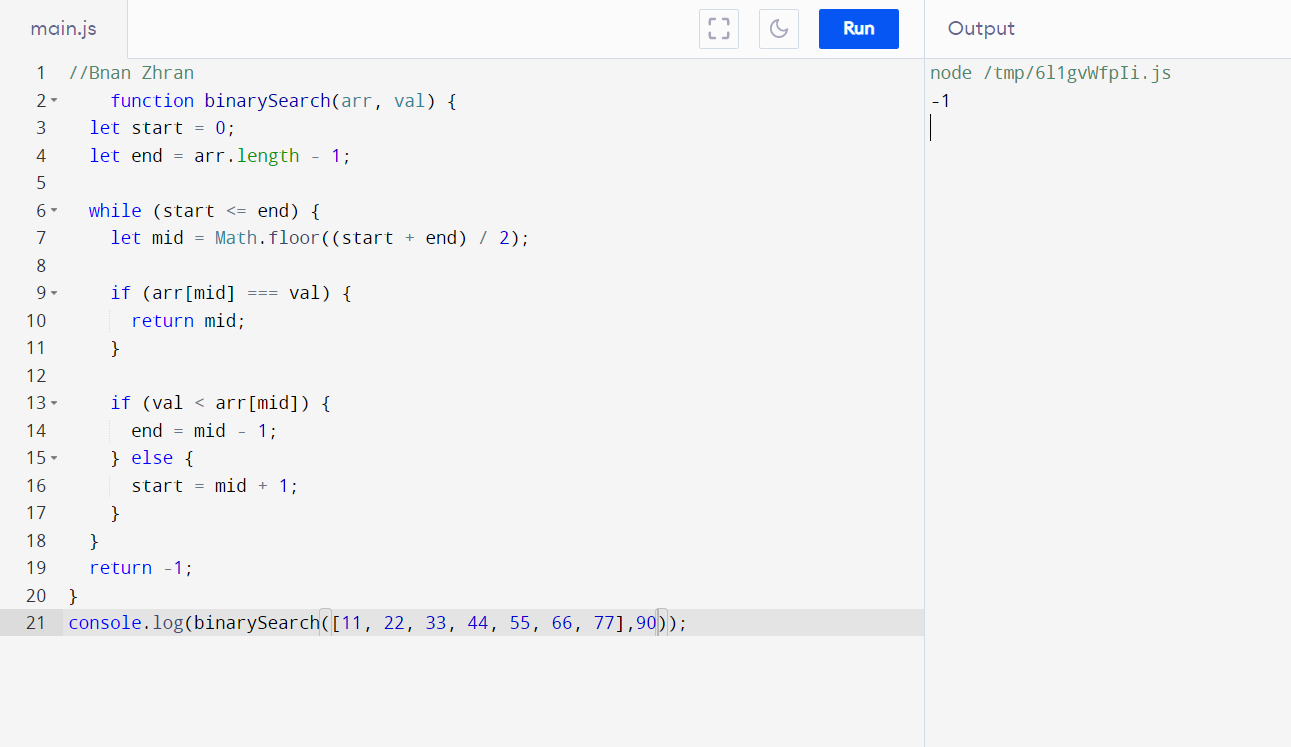 main.js
Run
Output
1 //Bnan Zhran
2     function binarySearch(arr, val) {
3   let start = 0;
4   let end = arr.length - 1;
5
6   while (start <= end) {
7     let mid = Math.floor((start + end) / 2);
8
9     if (arr[mid] === val) {
10       return mid;
11     }
12
13     if (val < arr[mid]) {
14       end = mid - 1;
15     } else {
16       start = mid + 1;
17     }
18   }
19   return -1;
20 }
21 console.log(binarySearch([11, 22, 33, 44, 55, 66, 77],90));
node /tmp/6l1gvWfpIi.js
-1